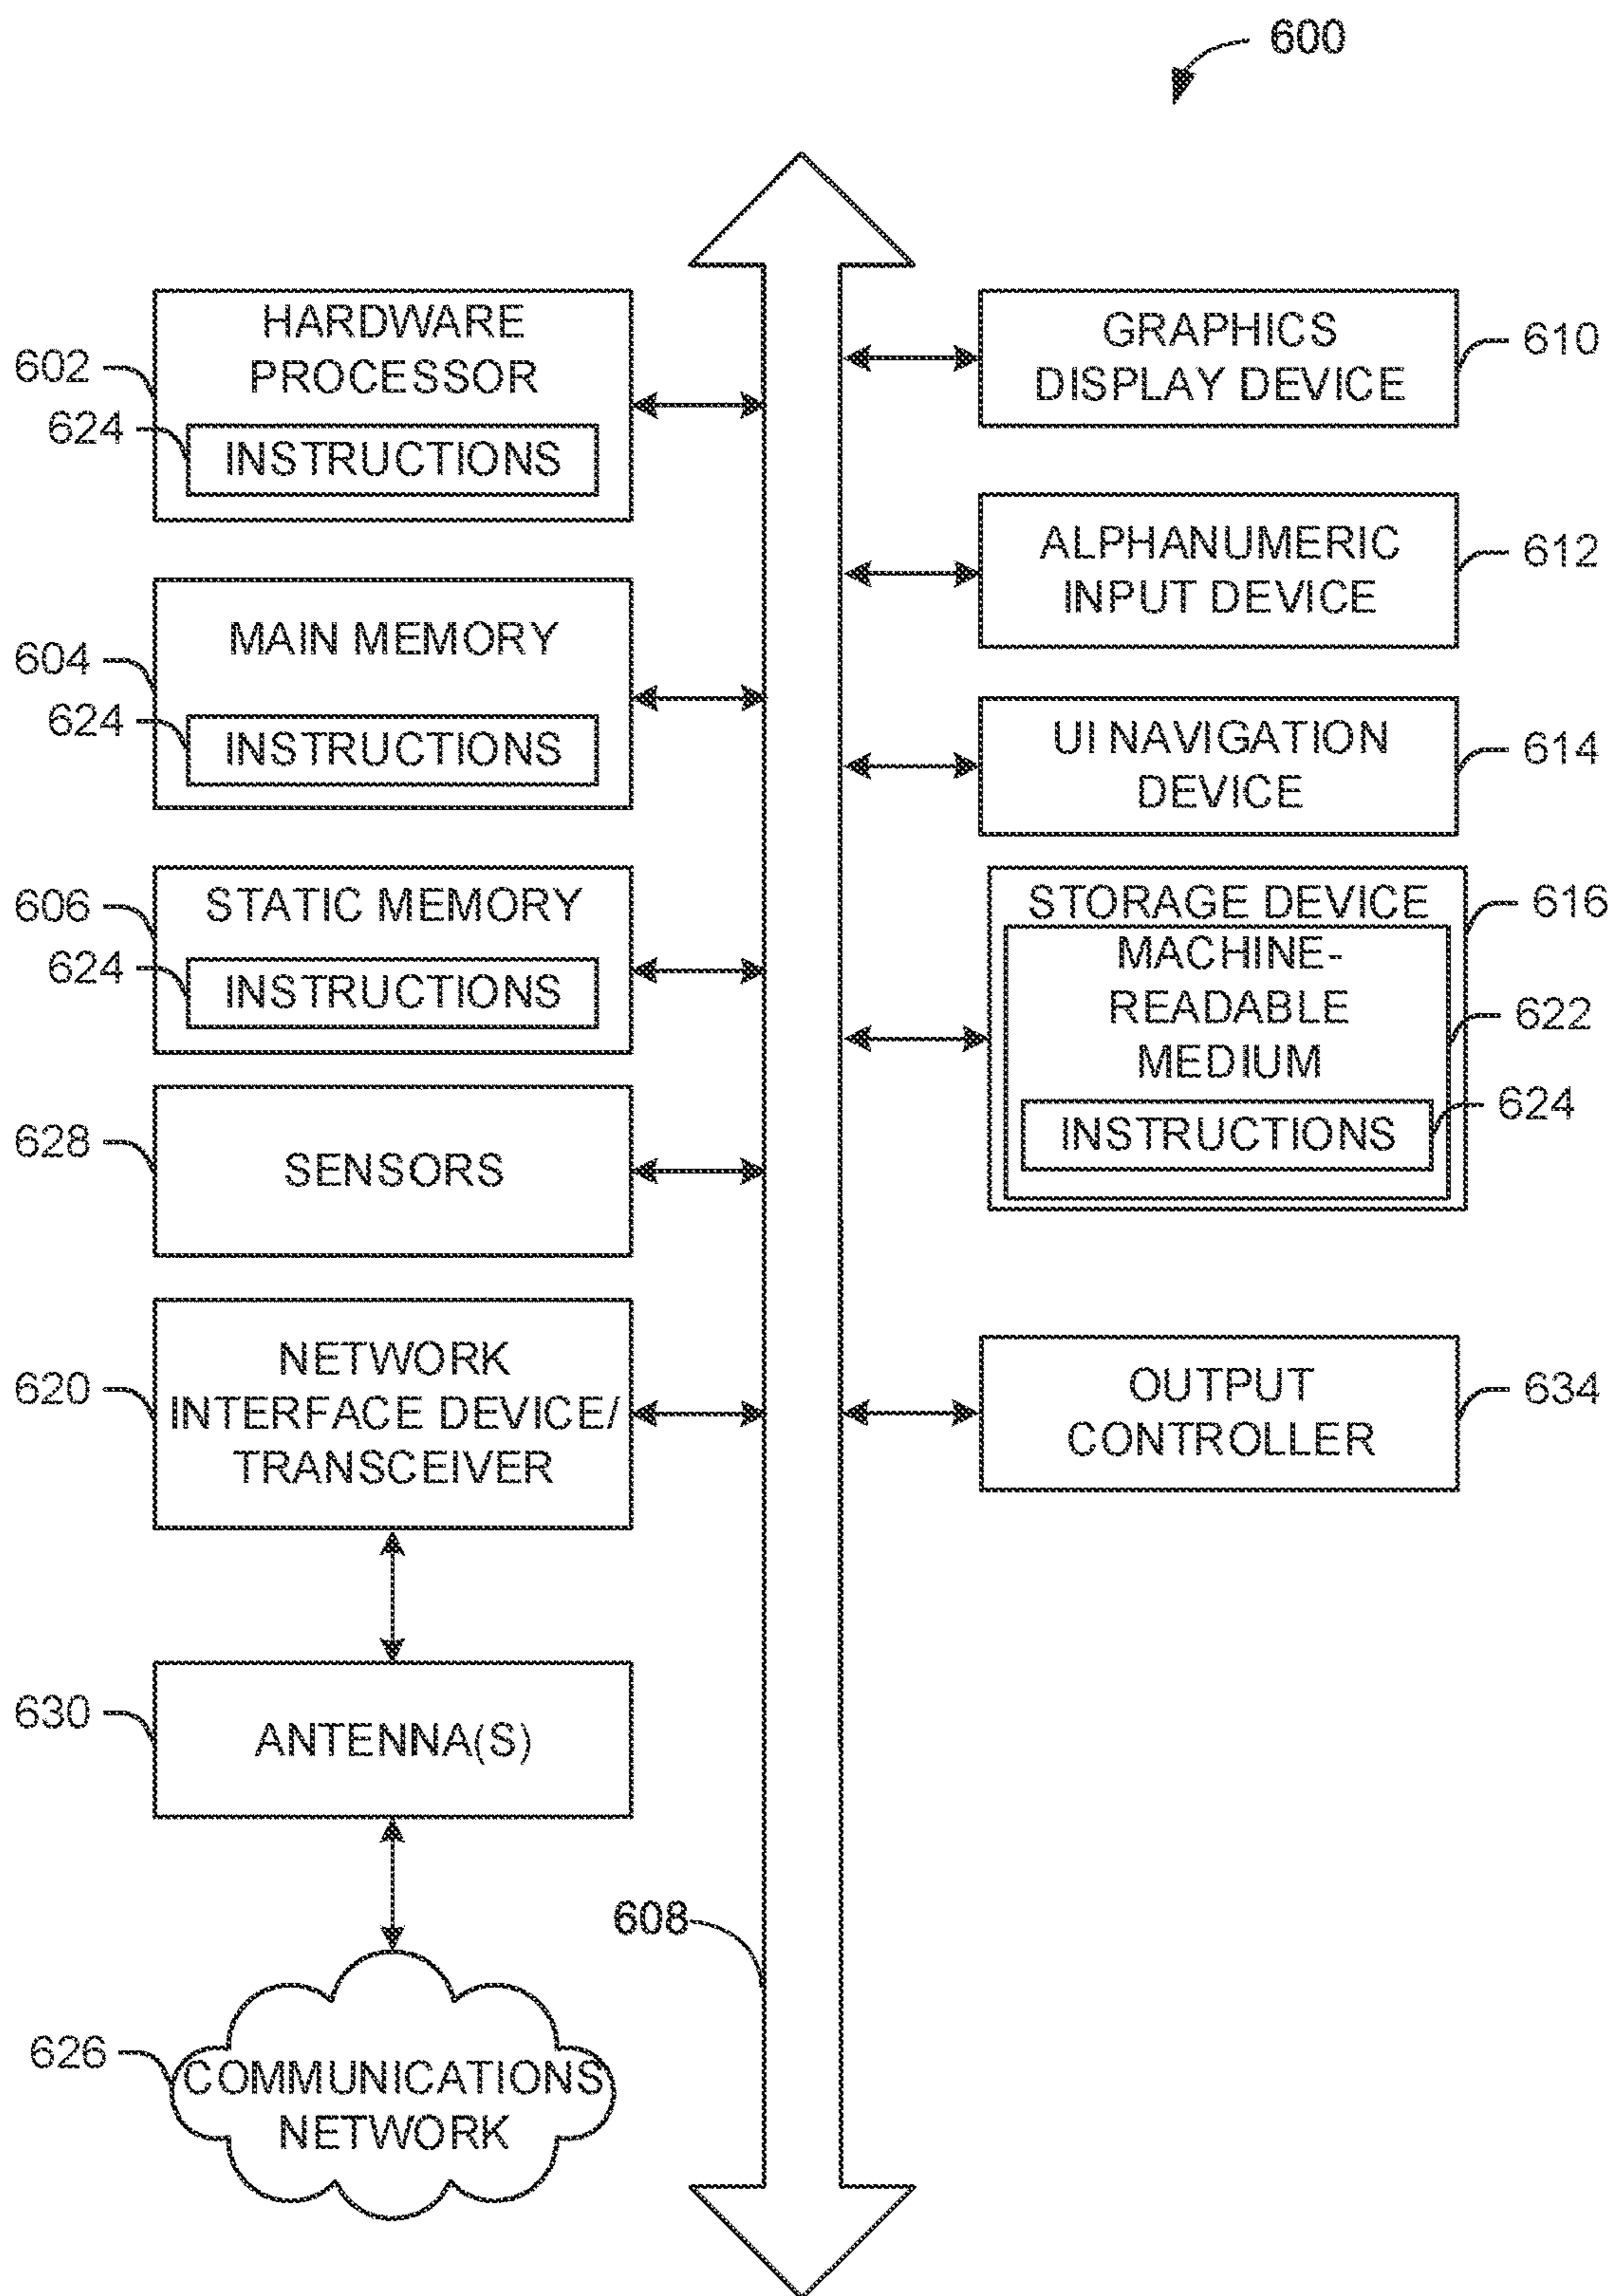 600
HARDWARE
PROCESSOR
602
624
INSTRUCTIONS
MAIN MEMORY
604
624
INSTRUCTIONS
STATIC MEMORY
606
624
INSTRUCTIONS
628
SENSORS
NETWORK
INTERFACE DEVICE/
TRANSCEIVER
620
630
ANTENNA(S)
608
626
COMMUNICATIONS
NETWORK
GRAPHICS
DISPLAY DEVICE
610
ALPHANUMERIC
INPUT DEVICE
612
UI NAVIGATION
DEVICE
614
STORAGE DEVICE
616
MACHINE-
READABLE
MEDIUM
622
INSTRUCTIONS
624
OUTPUT
CONTROLLER
634